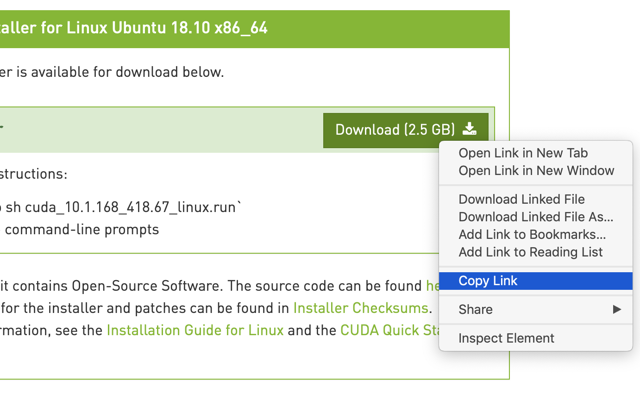 taller for Linux Ubuntu 18.10 x86_64
er is available for download below.
Download (2.5 GB)
structions:
sh cuda_10.1.168_418.67_linux.run`
command-line prompts
it contains Open-Source Software. The source code can be found he
for the installer and patches can be found in Installer Checksums.
rmation, see the Installation Guide for Linux and the CUDA Quick Sta
Open Link in New Tab
Open Link in New Window
Download Linked File
Download Linked File As...
Add Link to Bookmarks...
Add Link to Reading List
Copy Link
Share
Inspect Element